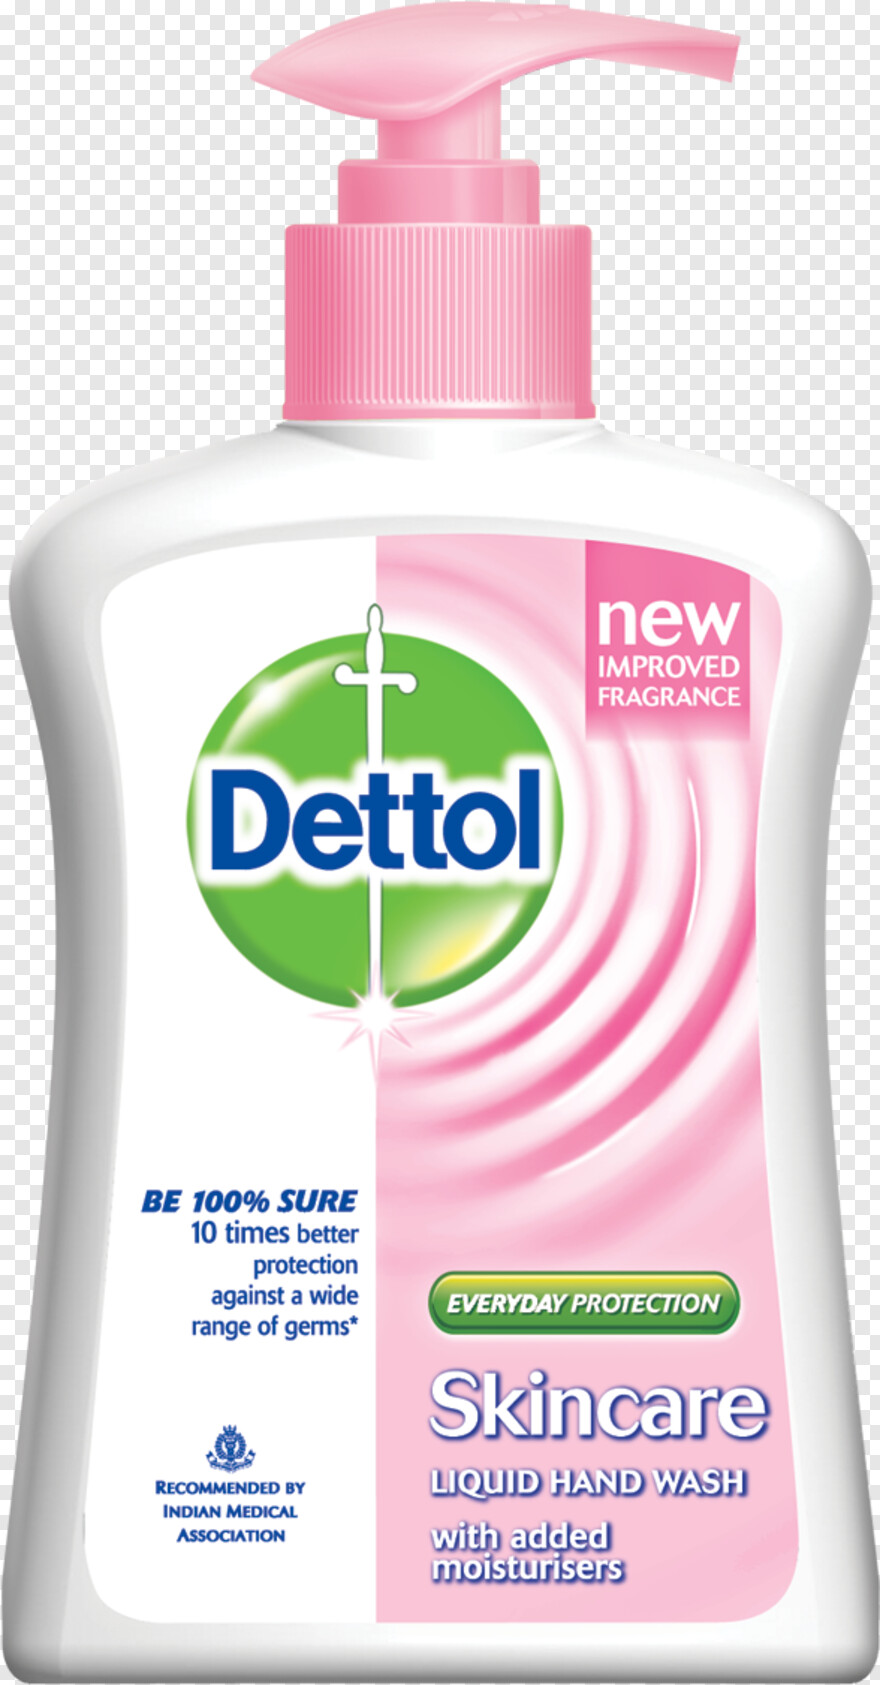 new
IMPROVED
FRAGRANCE
Dettol
BE 100% SURE
10 times better
protection
against a wide
range of germs*
RECOMMENDED BY
INDIAN MEDICAL
ASSOCIATION
EVERYDAY PROTECTION
Skincare
LIQUID HAND WASH
with added
moisturisers